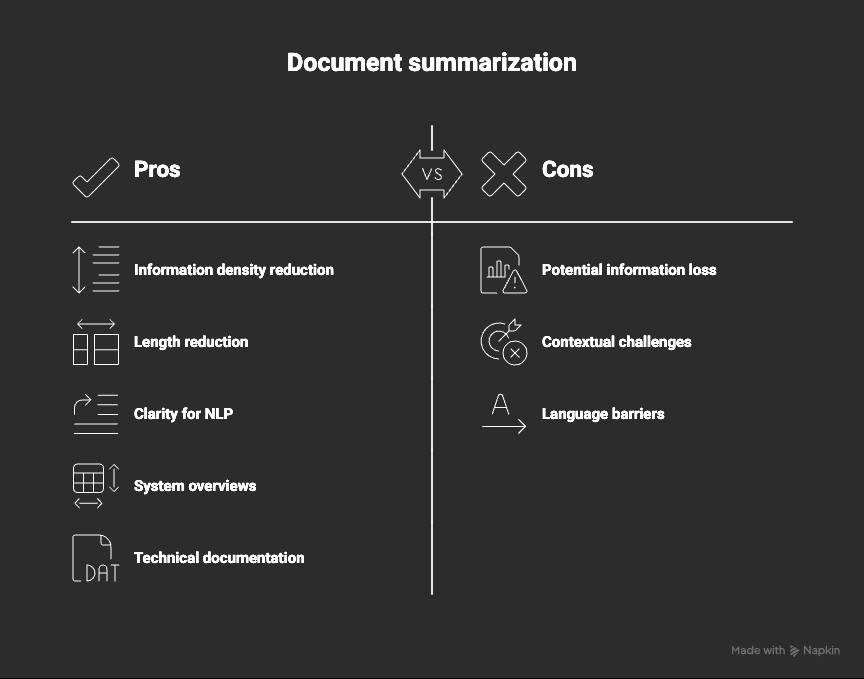 Document summarization
Pros
VS
Cons
Information density reduction
Potential information loss
Length reduction
Contextual challenges
Clarity for NLP
A
Language barriers
System overviews
DAT
Technical documentation
Made with Napkin